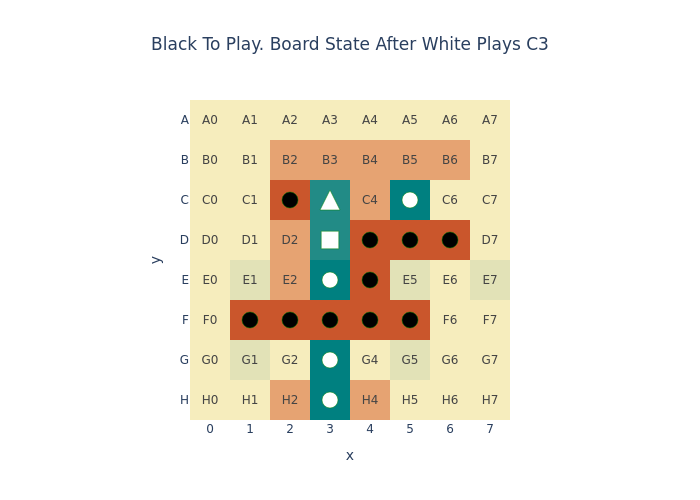 Black To Play. Board State After White Plays C3
A A0 A1 A2 A3 A4 A5 A6 A7
B B0 B1 B2 B3 B4 B5 B6 B7
C C0 C1 C4 C6 C7
D D0 D1 D2 D7
y
E E0 E1 E2 E5 E6 E7
F F0 F6 F7
G G0 G1 G2 G4 G5 G6 G7
H H0 H1 H2 H4 H5 H6 H7
0 1 2 3 4 5 6 7
x